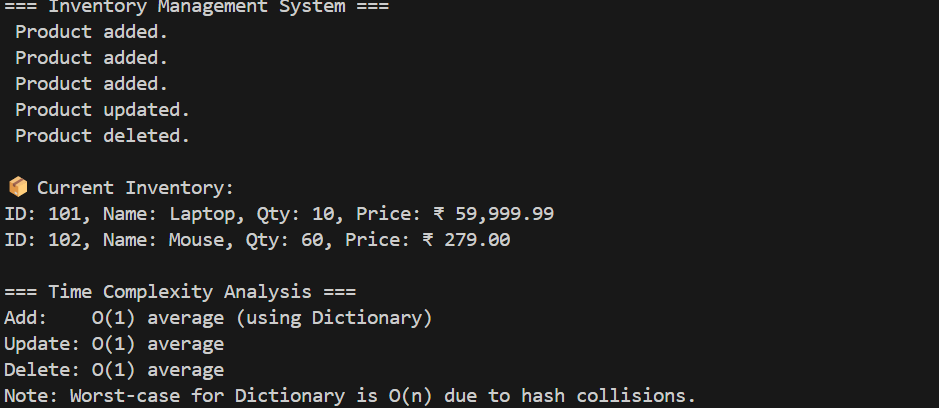 === Inventory Management System ===
Product added.
Product added.
Product added.
Product updated.
Product deleted.
📦 Current Inventory:
ID: 101, Name: Laptop, Qty: 10, Price: ₹ 59,999.99
ID: 102, Name: Mouse, Qty: 60, Price: ₹ 279.00
=== Time Complexity Analysis ===
Add:    O(1) average (using Dictionary)
Update: O(1) average
Delete: O(1) average
Note: Worst-case for Dictionary is O(n) due to hash collisions.